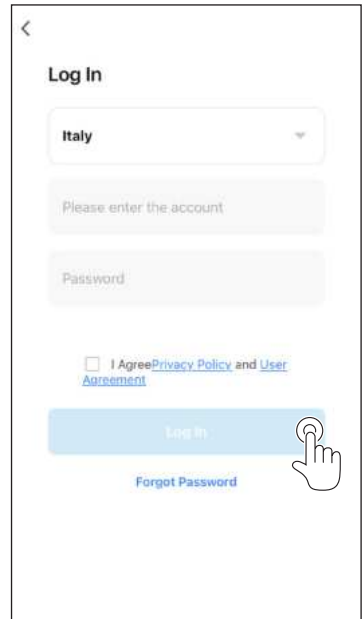 Log In
Italy
Please enter the account
Password
I AgreePrivacy Policy and User
Agreement
Log In
Forgot Password